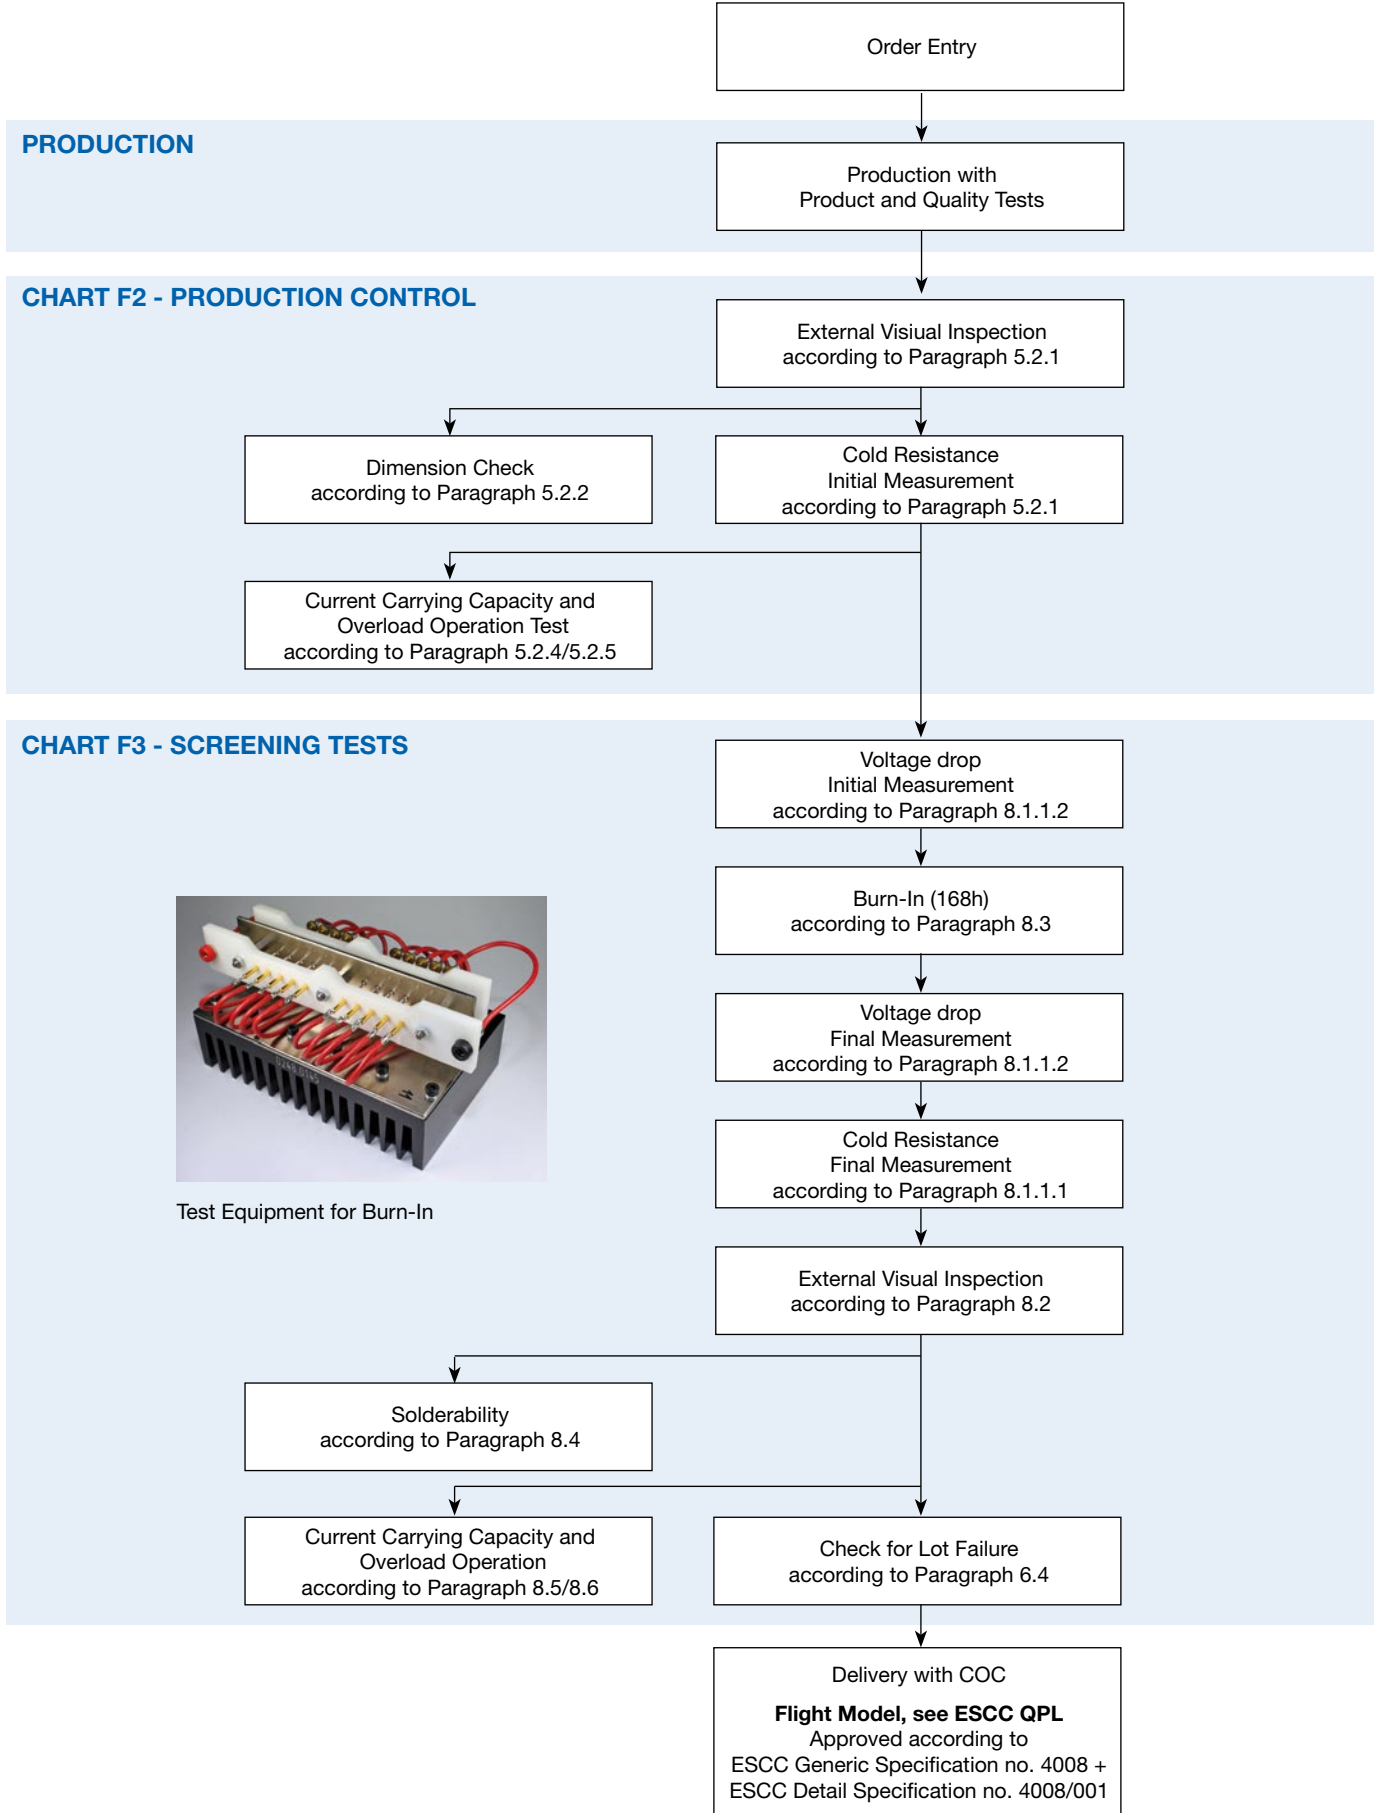 Order Entry
PRODUCTION
Production with
Product and Quality Tests
CHART F2 - PRODUCTION CONTROL
External Visiual Inspection
according to Paragraph 5.2.1
Dimension Check
according to Paragraph 5.2.2
Cold Resistance
Initial Measurement
according to Paragraph 5.2.1
Current Carrying Capacity and
Overload Operation Test
according to Paragraph 5.2.4/5.2.5
CHART F3 - SCREENING TESTS
Voltage drop
Initial Measurement
according to Paragraph 8.1.1.2
Burn-In (168h)
according to Paragraph 8.3
Voltage drop
Final Measurement
according to Paragraph 8.1.1.2
Cold Resistance
Final Measurement
according to Paragraph 8.1.1.1
Test Equipment for Burn-In
External Visual Inspection
according to Paragraph 8.2
Solderability
according to Paragraph 8.4
Current Carrying Capacity and
Overload Operation
according to Paragraph 8.5/8.6
Check for Lot Failure
according to Paragraph 6.4
Delivery with COC
Flight Model, see ESCC QPL
Approved according to
ESCC Generic Specification no. 4008 +
ESCC Detail Specification no. 4008/001